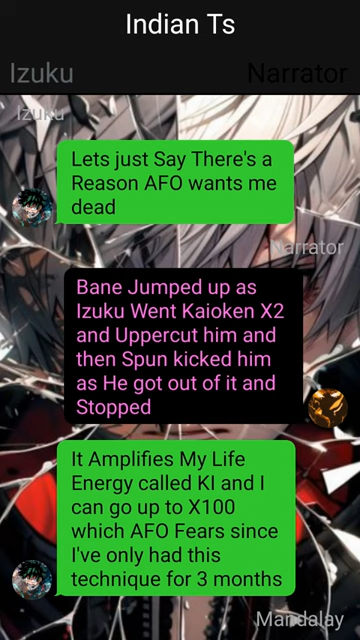 Indian Ts
Izuku
Narrator
Izuku
Lets just Say There's a
Reason AFO wants me
dead
Narrator
Bane Jumped up as
Izuku Went Kaioken X2
and Uppercut him and
then Spun kicked him
as He got out of it and
Stopped
It Amplifies My Life
Energy called KI and I
can go up to X100
which AFO Fears since
I've only had this
technique for 3 months
Mandalay